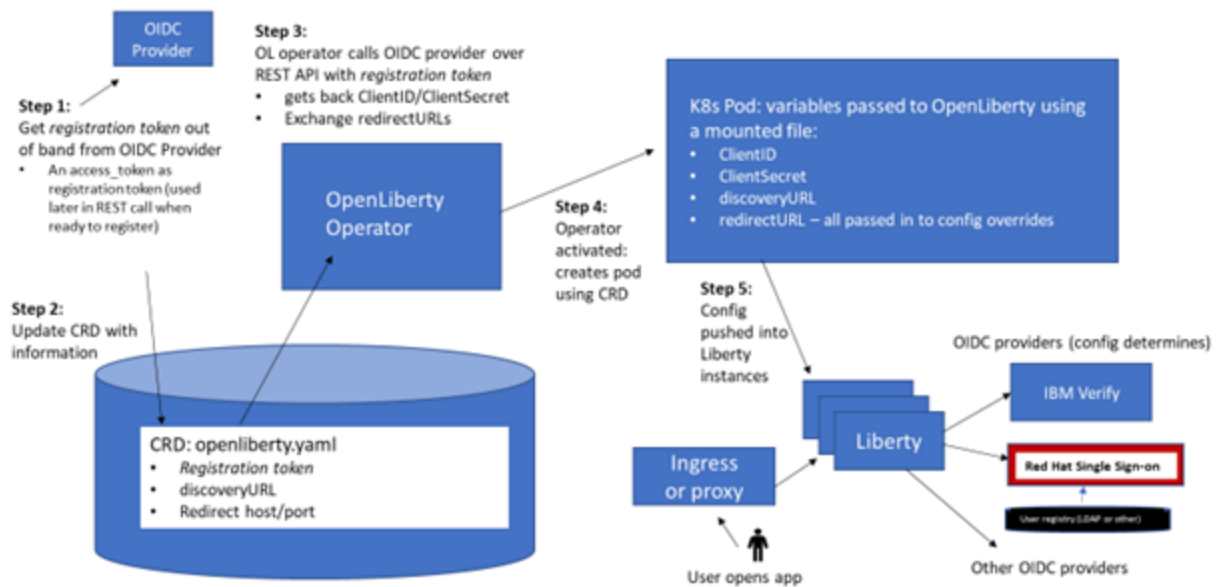 OIDC
Provider
Step 1:
Get registration token out
of band from OIDC Provider
• An access_token as
registration token (used
later in REST call when
ready to register)
Step 2:
Update CRD with
information
CRD: openliberty.yaml
• Registration token
• discoveryURL
• Redirect host/port
Step 3:
OL operator calls OIDC provider over
REST API with registration token
• gets back ClientID/ClientSecret
• Exchange redirectURLs
OpenLiberty
Operator
Step 4:
Operator
activated:
creates pod
using CRD
K8s Pod: variables passed to OpenLiberty using
a mounted file:
• ClientID
• ClientSecret
• discoveryURL
• redirectURL – all passed in to config overrides
Step 5:
Config
pushed into
Liberty
instances
Liberty
Ingress
or proxy
User opens app
OIDC providers (config determines)
IBM Verify
Red Hat Single Sign-on
User registry (LDAP or other)
Other OIDC providers